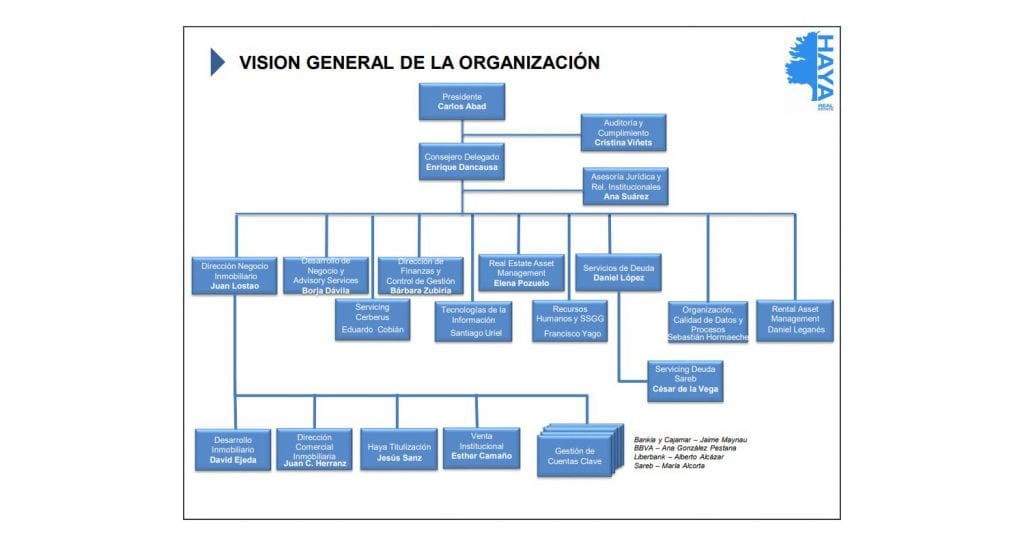 VISION GENERAL DE LA ORGANIZACIÓN
HAYA
REAL
ESTATE
Presidente
Carlos Abad
Auditoría y
Cumplimiento
Cristina Viñets
Consejero Delegado
Enrique Dancausa
Asesoría Jurídica y
Rel. Institucionales
Ana Suárez
Dirección Negocio
Inmobiliario
Juan Lostao
Desarrollo de
Negocio y
Advisory Services
Borja Dávila
Dirección de
Finanzas y
Control de Gestión
Bárbara Zubiria
Real Estate Asset
Management
Elena Pozuelo
Servicios de Deuda
Daniel López
Servicing
Cerberus
Eduardo Cobián
Tecnologías de la
Información
Santiago Uriel
Recursos
Humanos y SSGG
Francisco Yago
Organización,
Calidad de Datos y
Procesos
Sebastián Hormaeche
Rental Asset
Management
Daniel Leganés
Servicing Deuda
Sareb
César de la Vega
Desarrollo
Inmobiliario
David Ejeda
Dirección
Comercial
Inmobiliaria
Juan C. Herranz
Haya Titulización
Jesús Sanz
Venta
Institucional
Esther Camaño
Gestión de
Cuentas Clave
Bankia y Cajamar – Jaime Maynau
BBVA – Ana González Pestana
Liberbank – Alberto Alcázar
Sareb – María Alcorta